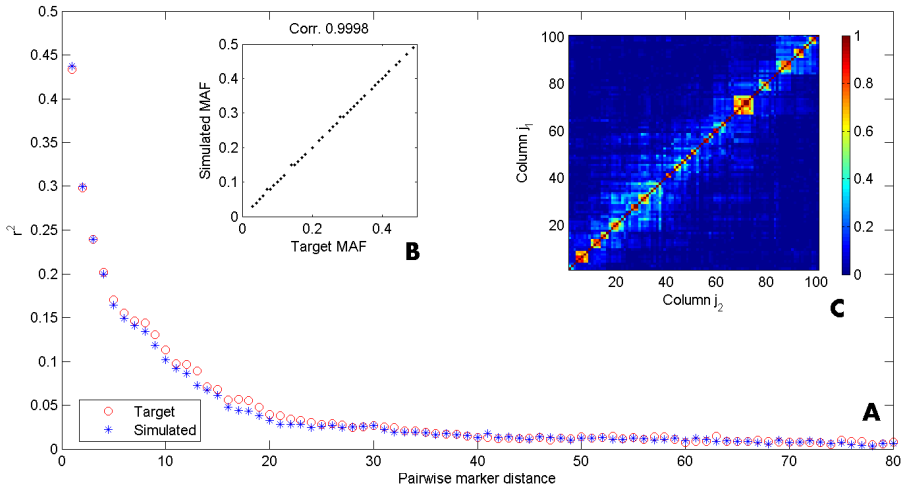 0.5
0.45
0.4
0.35
0.3
0.25
0.2
0.15
0.1
0.05
0
r²
0 10 20 30 40 50 60 70 80
Pairwise marker distance
Target
Simulated
A
Corr. 0.9998
0.5
0.4
0.3
0.2
0.1
0
Simulated MAF
0 0.2 0.4
Target MAF
B
100
80
60
40
20
Column j₁
20 40 60 80 100
Column j₂
1
0.8
0.6
0.4
0.2
0
C